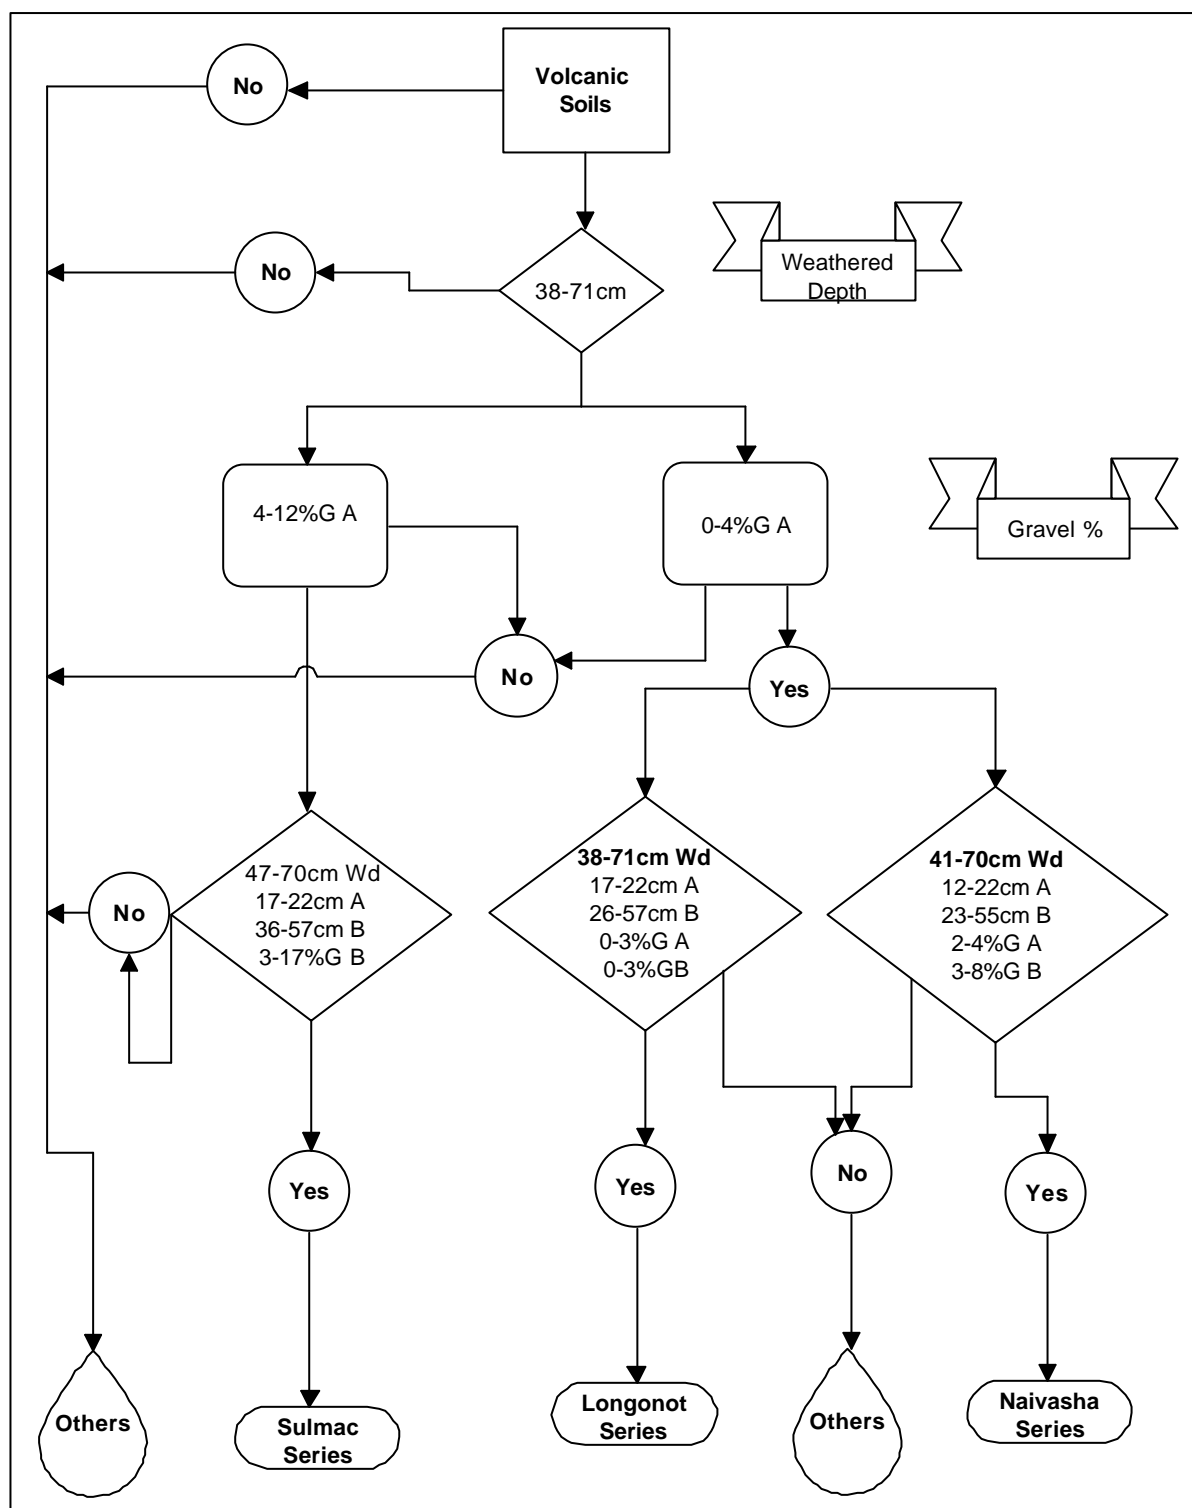 Volcanic
Soils
No
No
38-71cm
Weathered
Depth
4-12%G A
0-4%G A
Gravel %
No
Yes
47-70cm Wd
17-22cm A
36-57cm B
3-17%G B
No
38-71cm Wd
17-22cm A
26-57cm B
0-3%G A
0-3%GB
41-70cm Wd
12-22cm A
23-55cm B
2-4%G A
3-8%G B
Yes
Yes
No
Yes
Others
Sulmac
Series
Longonot
Series
Others
Naivasha
Series